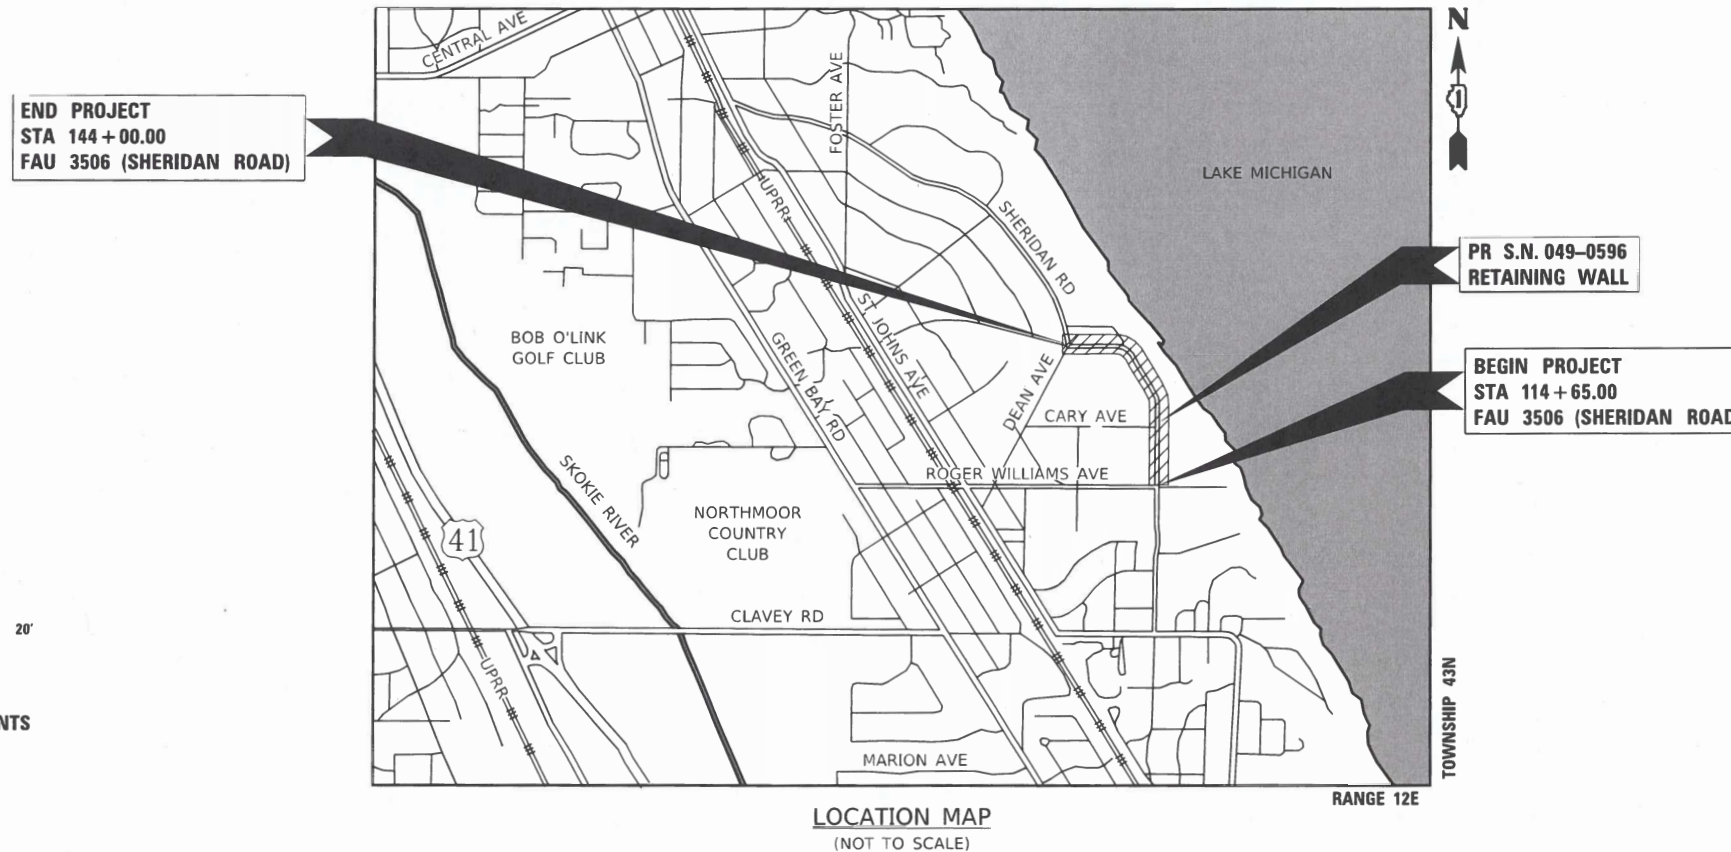 CENTRAL AVE
N
END PROJECT
STA 144+00.00
FAU 3506 (SHERIDAN ROAD)
FOSTER AVE
LAKE MICHIGAN
UPRR
SHERIDAN RD
PR S.N. 049-0596
RETAINING WALL
ST. JOHNS AVE
BOB O'LINK
GOLF CLUB
GREEN BAY RD
DEAN AVE
BEGIN PROJECT
STA 114+65.00
FAU 3506 (SHERIDAN ROAD
CARY AVE
ROGER WILLIAMS AVE
SKOKIE RIVER
NORTHMOOR
COUNTRY
CLUB
41
CLAVEY RD
20'
UPRR
TOWNSHIP 43N
NTS
MARION AVE
RANGE 12E
LOCATION MAP
(NOT TO SCALE)